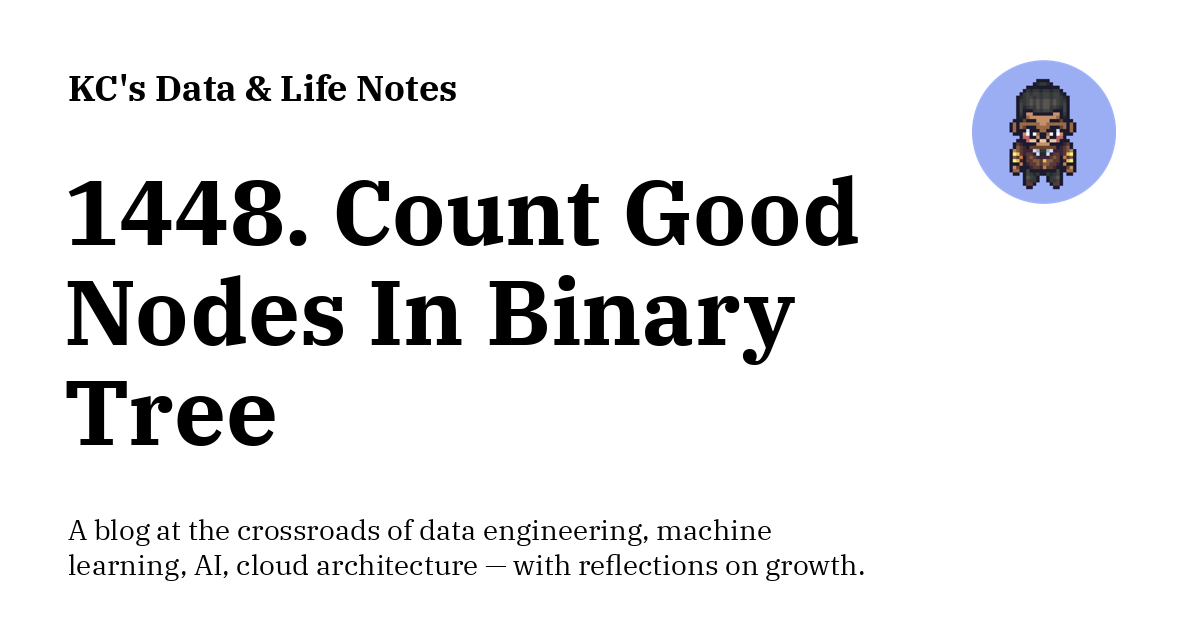 KC's Data & Life Notes
1448. Count Good
Nodes In Binary
Tree
A blog at the crossroads of data engineering, machine
learning, AI, cloud architecture — with reflections on growth.